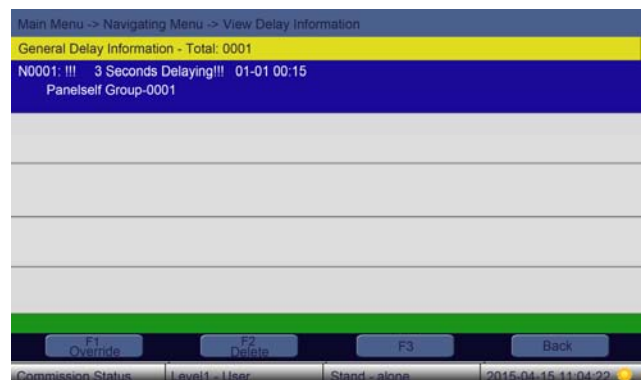 Main Menu -> Navigating Menu -> View Delay Information
General Delay Information - Total: 0001
N0001: !!! 3 Seconds Delaying!!! 01-01 00:15
Panelself Group-0001
F1 Override
F2 Delete
F3
Back
Commission Status
Level1 - User
Stand - alone
2015-04-15 11:04:22